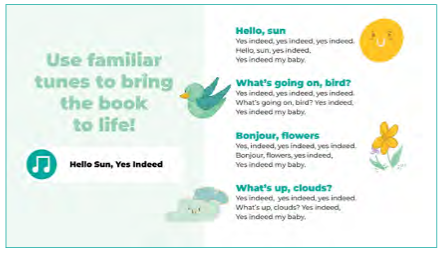 Use familiar
tunes to bring
the book
to life!
Hello Sun, Yes Indeed
Hello, sun
Yes indeed, yes indeed, yes indeed.
Hello, sun, yes indeed,
Yes indeed my baby.
What's going on, bird?
Yes indeed, yes indeed, yes indeed.
What's going on, bird? Yes indeed,
Yes indeed my baby.
Bonjour, flowers
Yes, indeed, yes indeed, yes indeed.
Bonjour, flowers, yes indeed,
Yes indeed my baby.
What's up, clouds?
Yes indeed, yes indeed, yes indeed.
What's up, clouds? Yes indeed,
Yes indeed my baby.